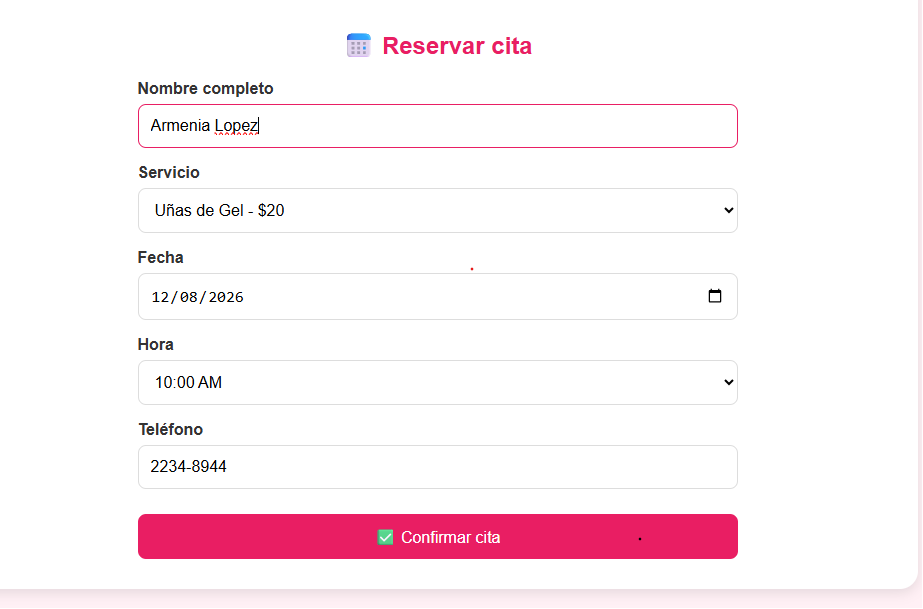 Reservar cita
Nombre completo
Armenia Lopez
Servicio
Uñas de Gel - $20
Fecha
12/08/2026
Hora
10:00 AM
Teléfono
2234-8944
Confirmar cita